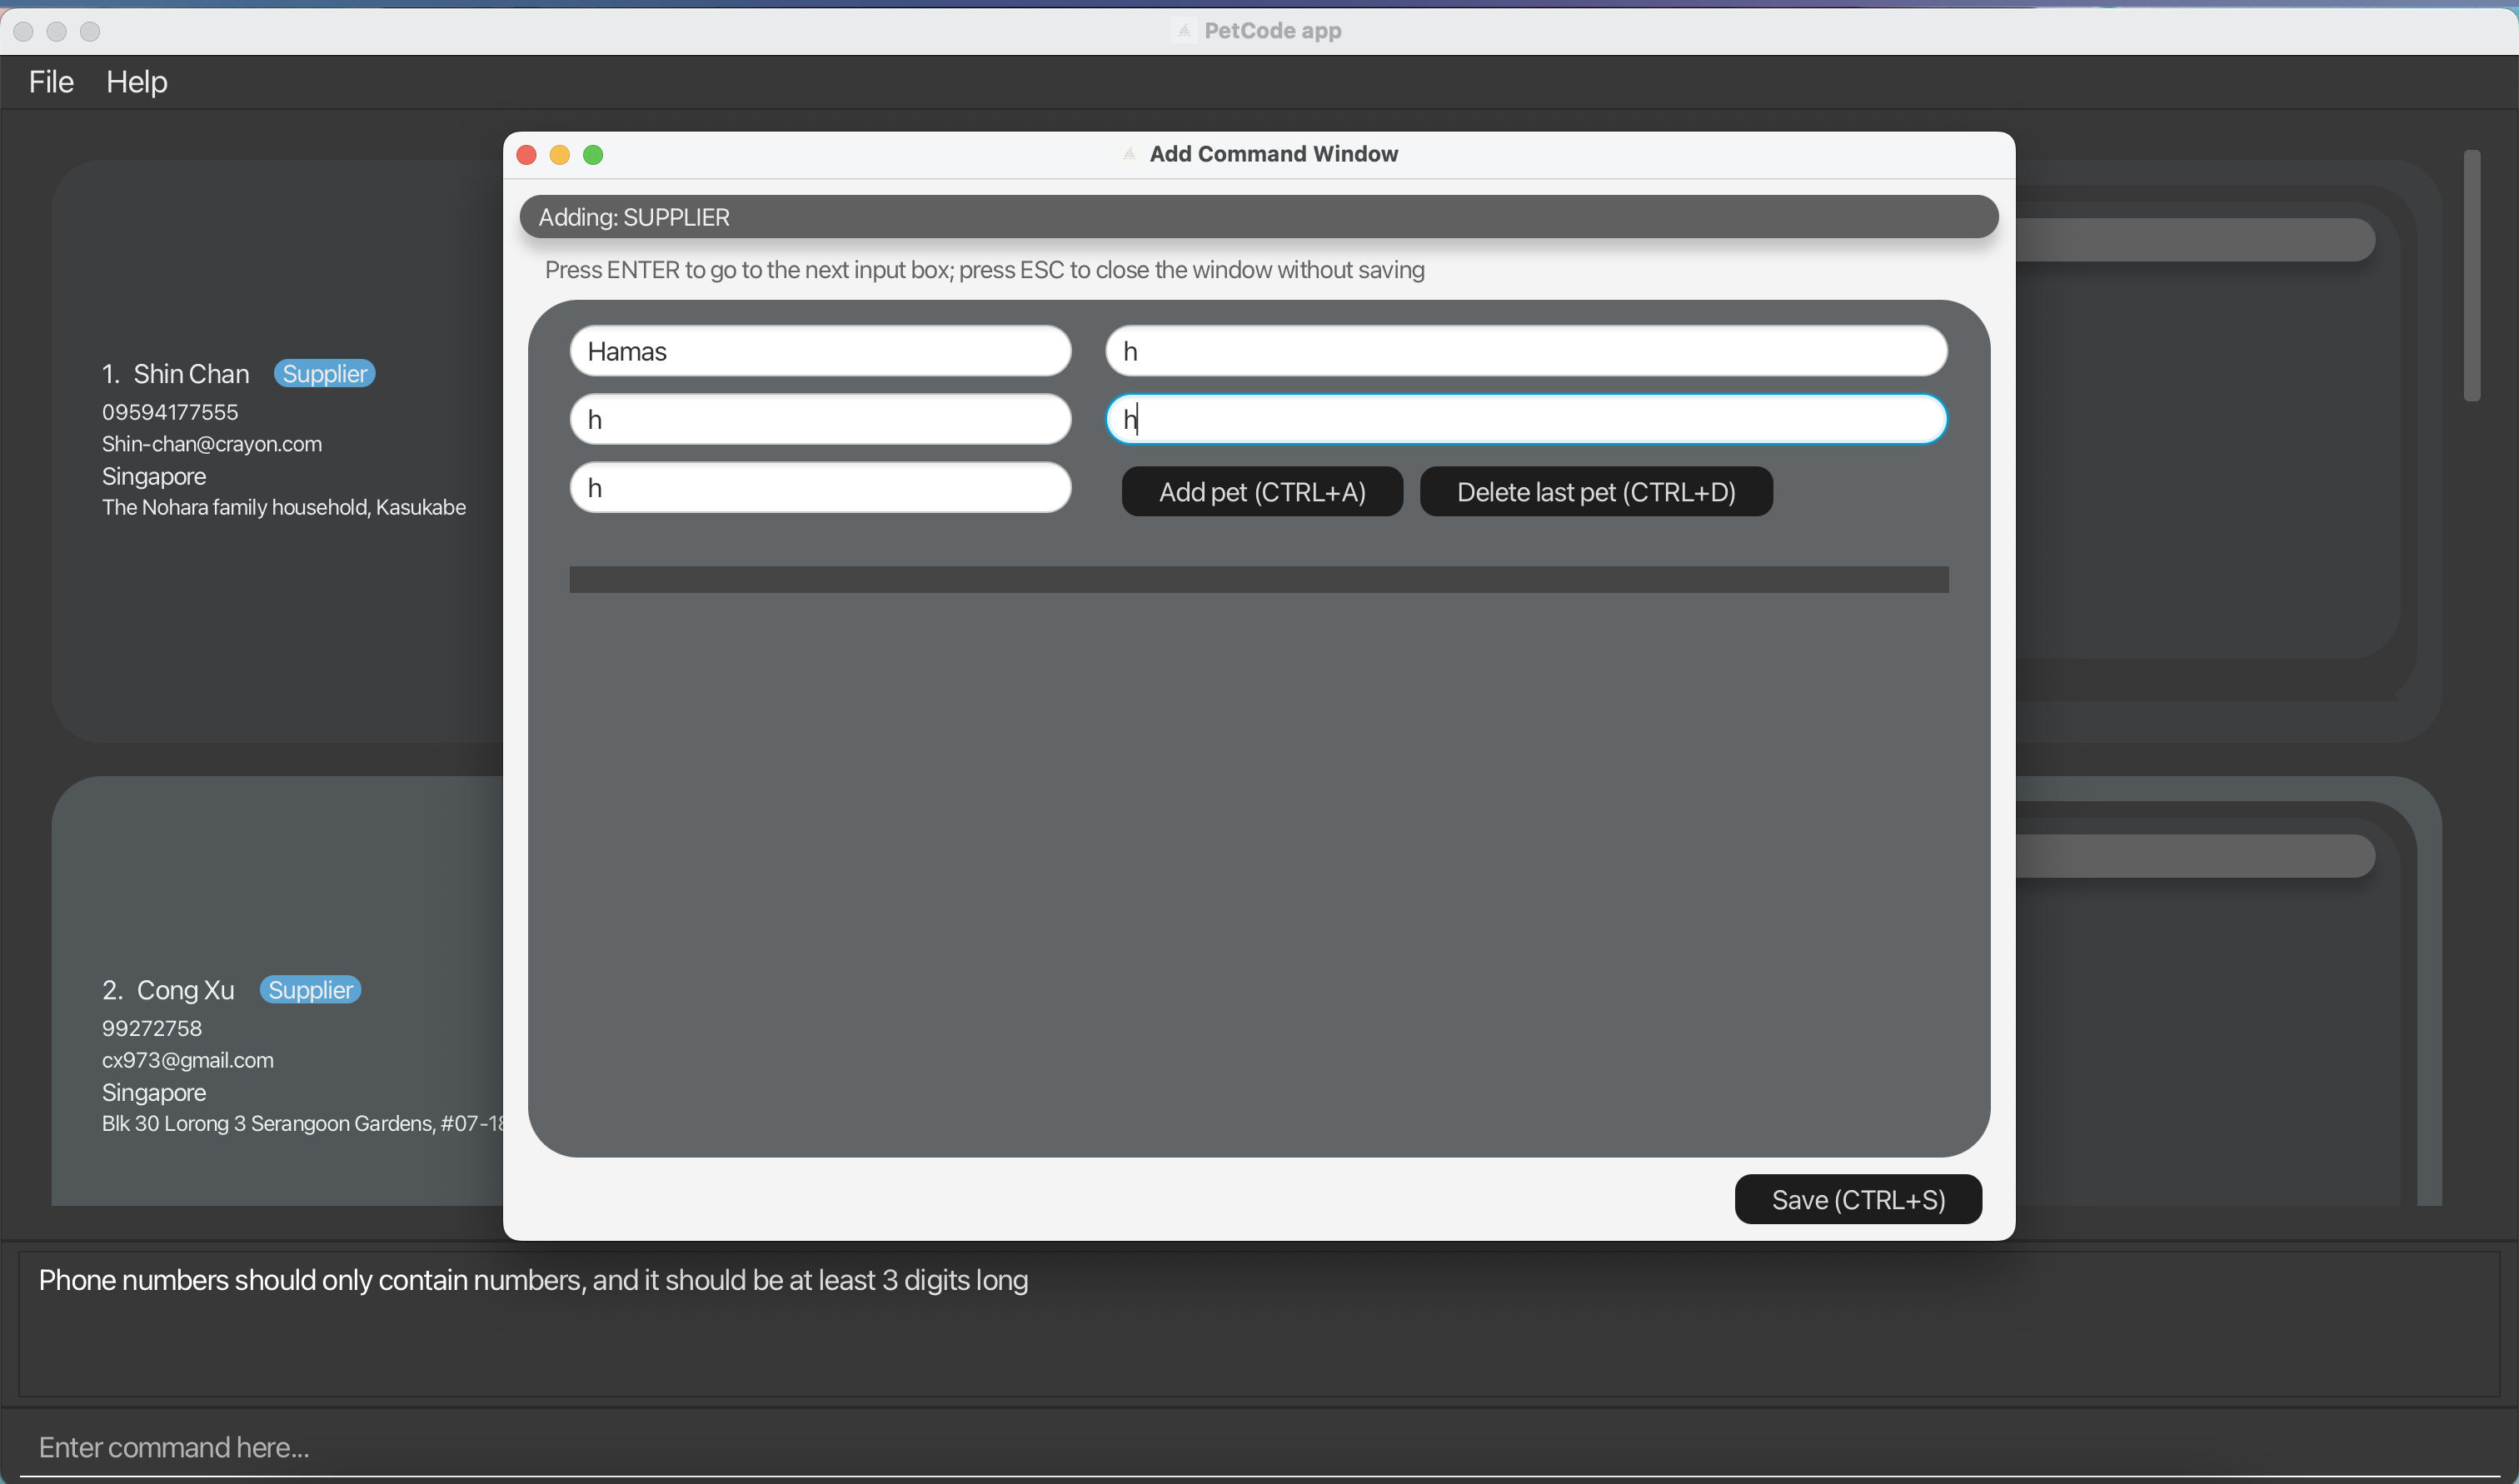 PetCode app
File Help
Add Command Window
Adding: SUPPLIER
Press ENTER to go to the next input box; press ESC to close the window without saving
Hamas
h
h
h
h
Add pet (CTRL+A)
Delete last pet (CTRL+D)
Save (CTRL+S)
1. Shin Chan Supplier
09594177555
Shin-chan@crayon.com
Singapore
The Nohara family household, Kasukabe
2. Cong Xu Supplier
99272758
cx973@gmail.com
Singapore
Blk 30 Lorong 3 Serangoon Gardens, #07-18
Phone numbers should only contain numbers, and it should be at least 3 digits long
Enter command here...